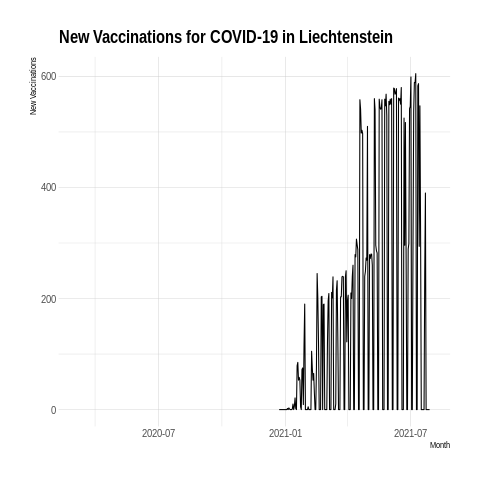 New Vaccinations for COVID-19 in Liechtenstein
New Vaccinations
600
400
200
0
2020-07
2021-01
2021-07
Month